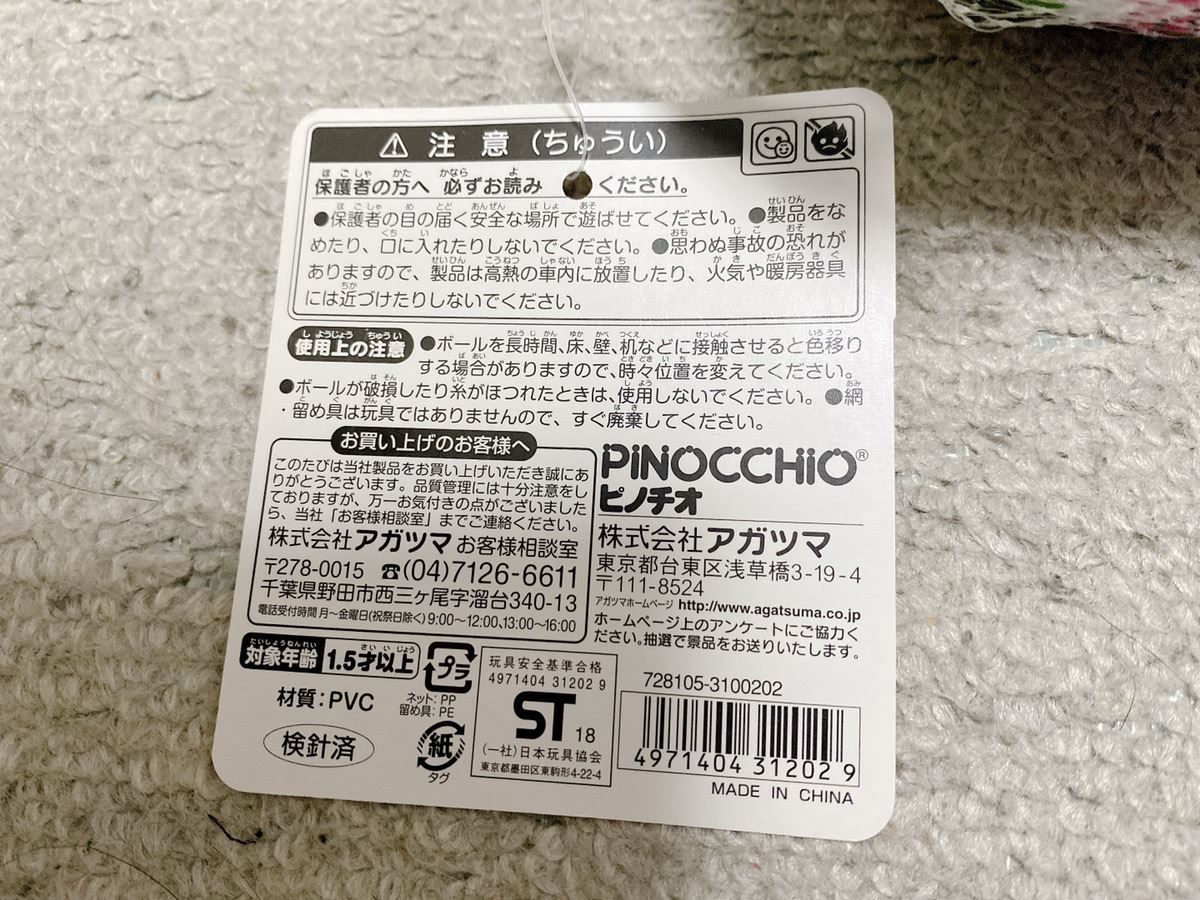 ⚠ 注意（ちゅうい）
保護者の方へ 必ずお読みください。
●保護者の目の届く安全な場所で遊ばせてください。●製品をな
めたり、口に入れたりしないでください。●思わぬ事故の恐れが
ありますので、製品は高熱の車内に放置したり、火気や暖房器具
には近づけたりしないでください。
使用上の注意
●ボールを長時間、床、壁、机などに接触させると色移り
する場合がありますので、時々位置を変えてください。
●ボールが破損したり糸がほつれたときは、使用しないでください。●網
・留め具は玩具ではありませんので、すぐ廃棄してください。
お買い上げのお客様へ
このたびは当社製品をお買い上げいただき誠にあ
りがとうございます。品質管理には十分注意をし
ておりますが、万一お気付きの点がございました
ら、当社「お客様相談室」までご連絡ください。
株式会社アガツマ お客様相談室
〒278-0015 ☎(04)7126-6611
千葉県野田市西三ヶ尾字溜台340-13
電話受付時間 月〜金曜日(祝祭日除く) 9:00〜12:00、13:00〜16:00
PINOCCHIO®
ピノチオ
株式会社アガツマ
東京都台東区浅草橋3-19-4
〒111-8524
アガツマホームページ http://www.agatsuma.co.jp
ホームページ上のアンケートにご協力く
ださい。抽選で景品をお送りいたします。
対象年齢 1.5才以上
プラ
ネット：PP
留め具：PE
材質：PVC
検針済
紙
タグ
玩具安全基準合格
4971404 31202 9
ST 18
(一社)日本玩具協会
東京都墨田区東駒形4-22-4
728105-3100202
4971404 312029
MADE IN CHINA